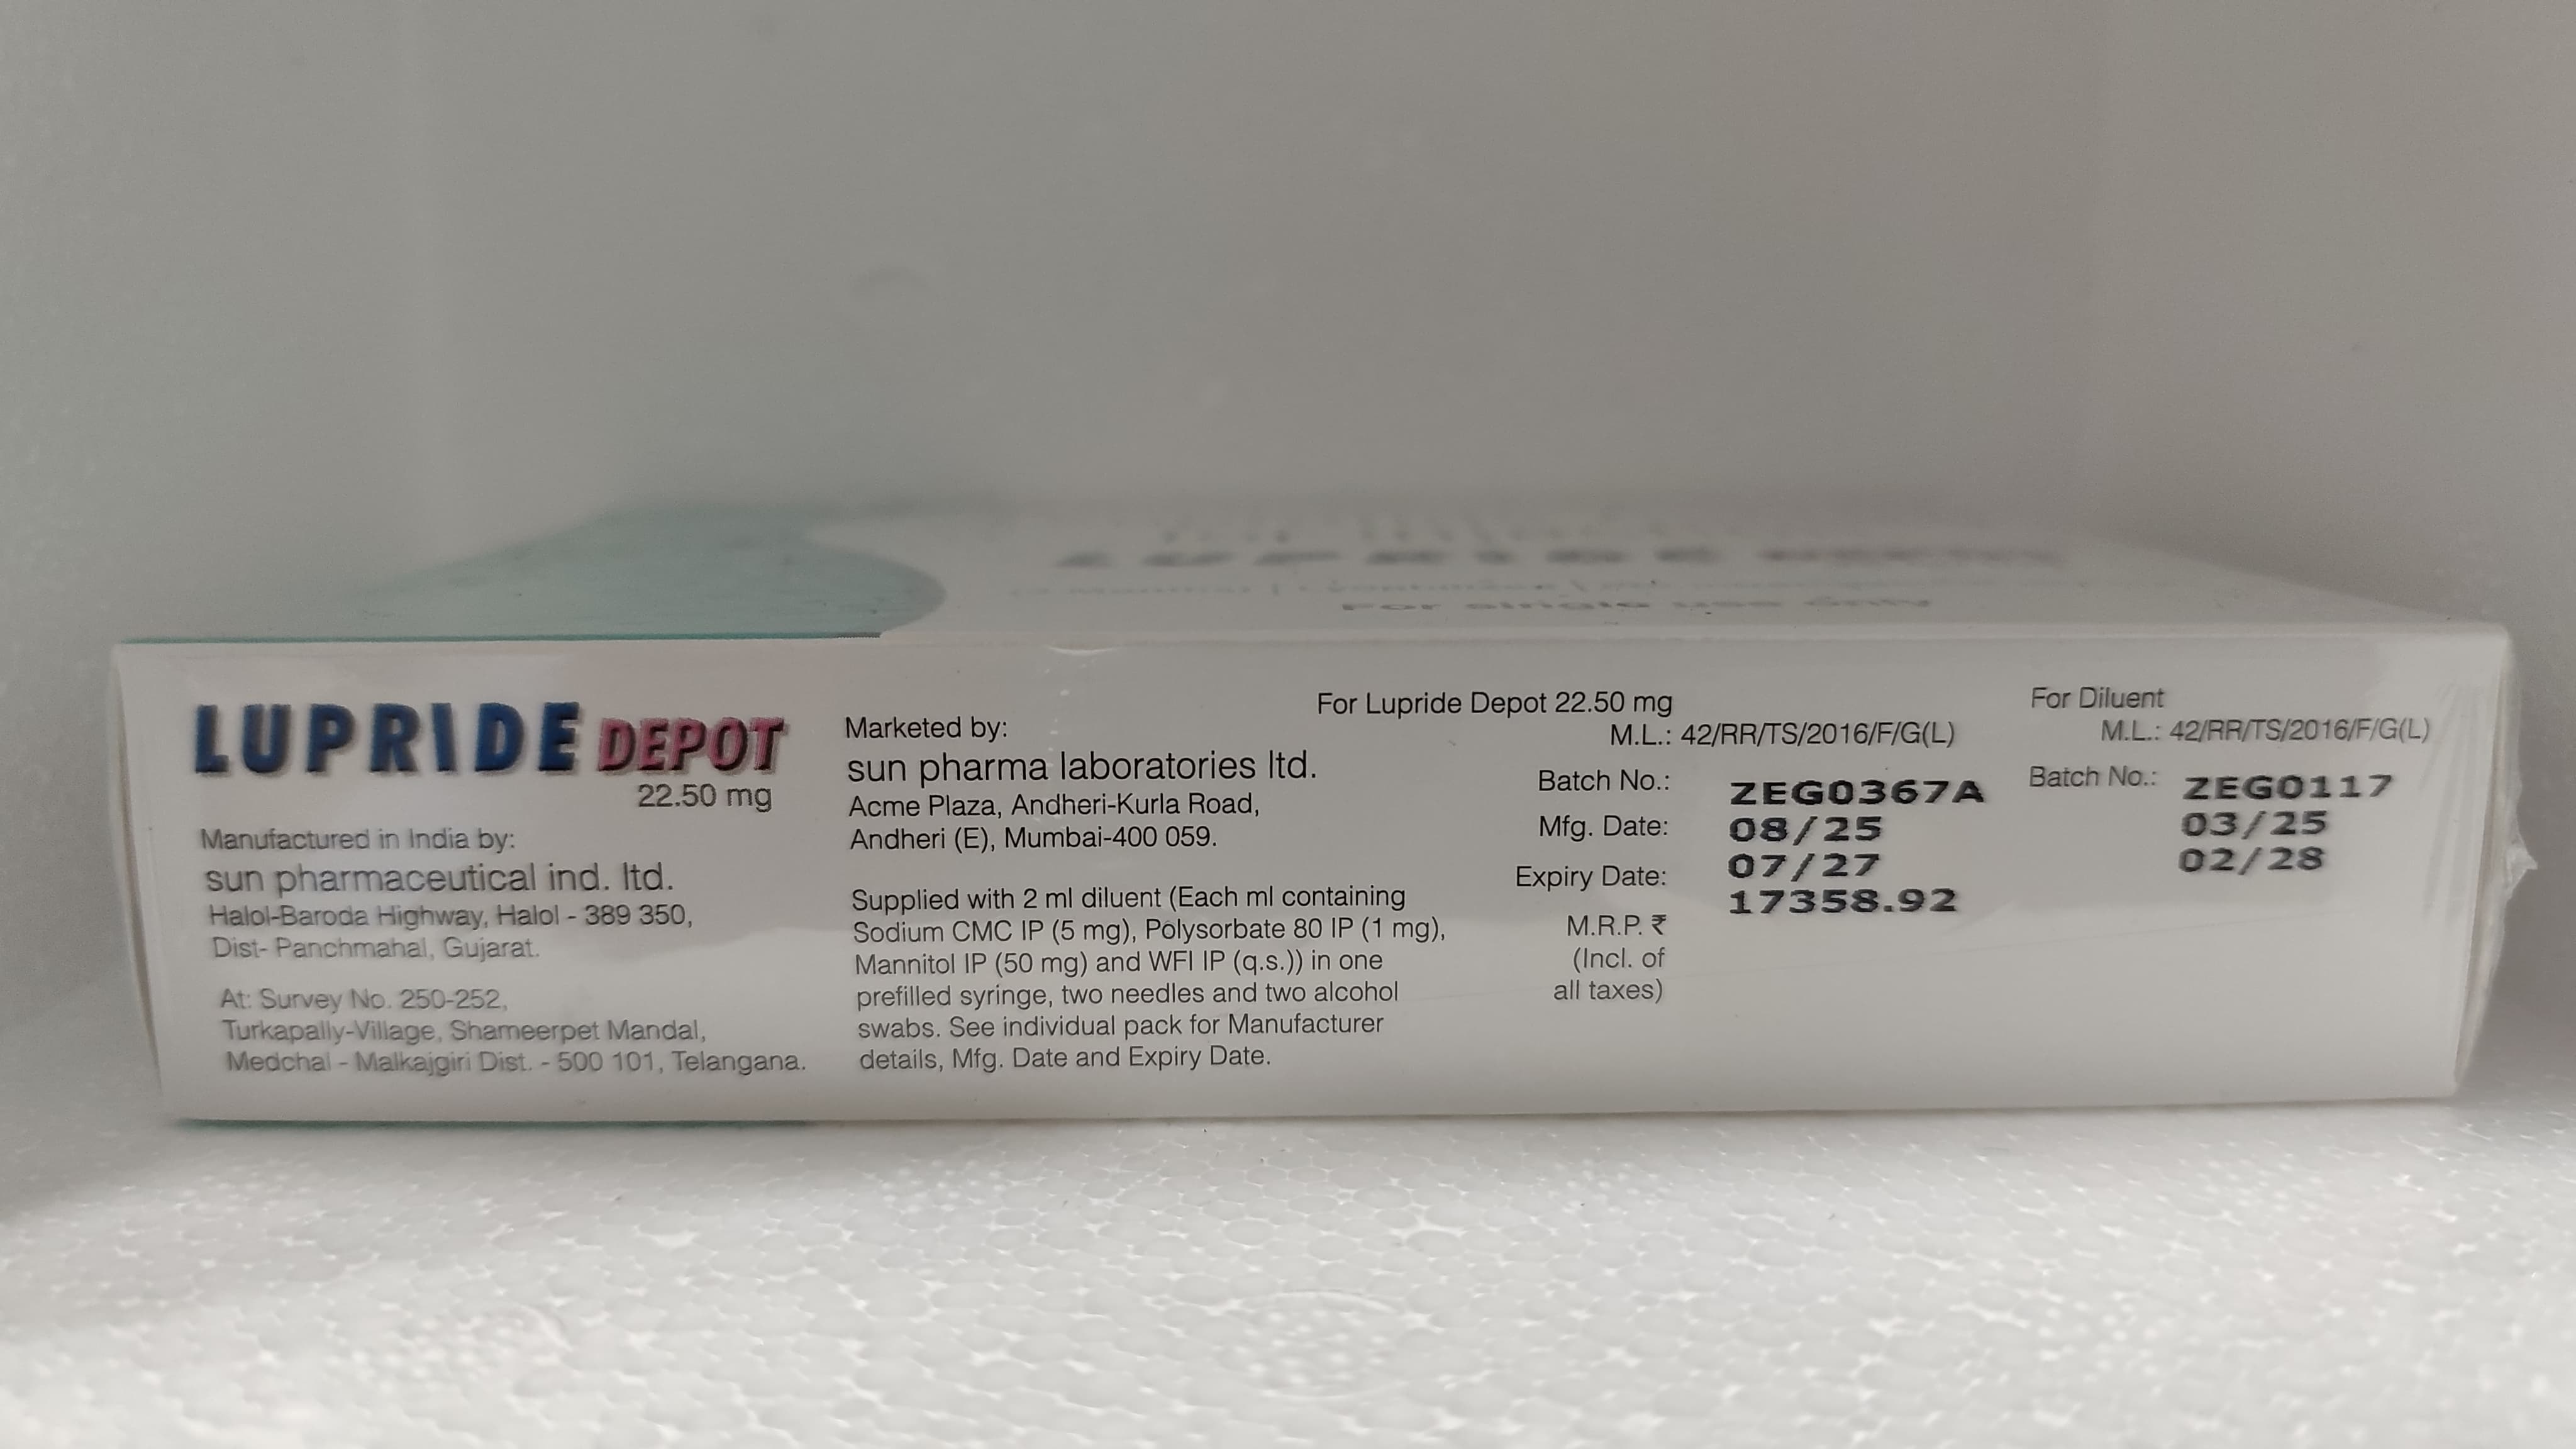 For single use only
LUPRIDE DEPOT
22.50 mg
Manufactured in India by:
sun pharmaceutical ind. ltd.
Halol-Baroda Highway, Halol - 389 350,
Dist- Panchmahal, Gujarat.
At: Survey No. 250-252,
Turkapally-Village, Shameerpet Mandal,
Medchal - Malkajgiri Dist. - 500 101, Telangana.
Marketed by:
sun pharma laboratories ltd.
Acme Plaza, Andheri-Kurla Road,
Andheri (E), Mumbai-400 059.
Supplied with 2 ml diluent (Each ml containing
Sodium CMC IP (5 mg), Polysorbate 80 IP (1 mg),
Mannitol IP (50 mg) and WFI IP (q.s.)) in one
prefilled syringe, two needles and two alcohol
swabs. See individual pack for Manufacturer
details, Mfg. Date and Expiry Date.
For Lupride Depot 22.50 mg
M.L.: 42/RR/TS/2016/F/G(L)
Batch No.: ZEG0367A
Mfg. Date: 08/25
Expiry Date: 07/27
M.R.P. ₹ 17358.92
(Incl. of
all taxes)
For Diluent
M.L.: 42/RR/TS/2016/F/G(L)
Batch No.: ZEG0117
03/25
02/28